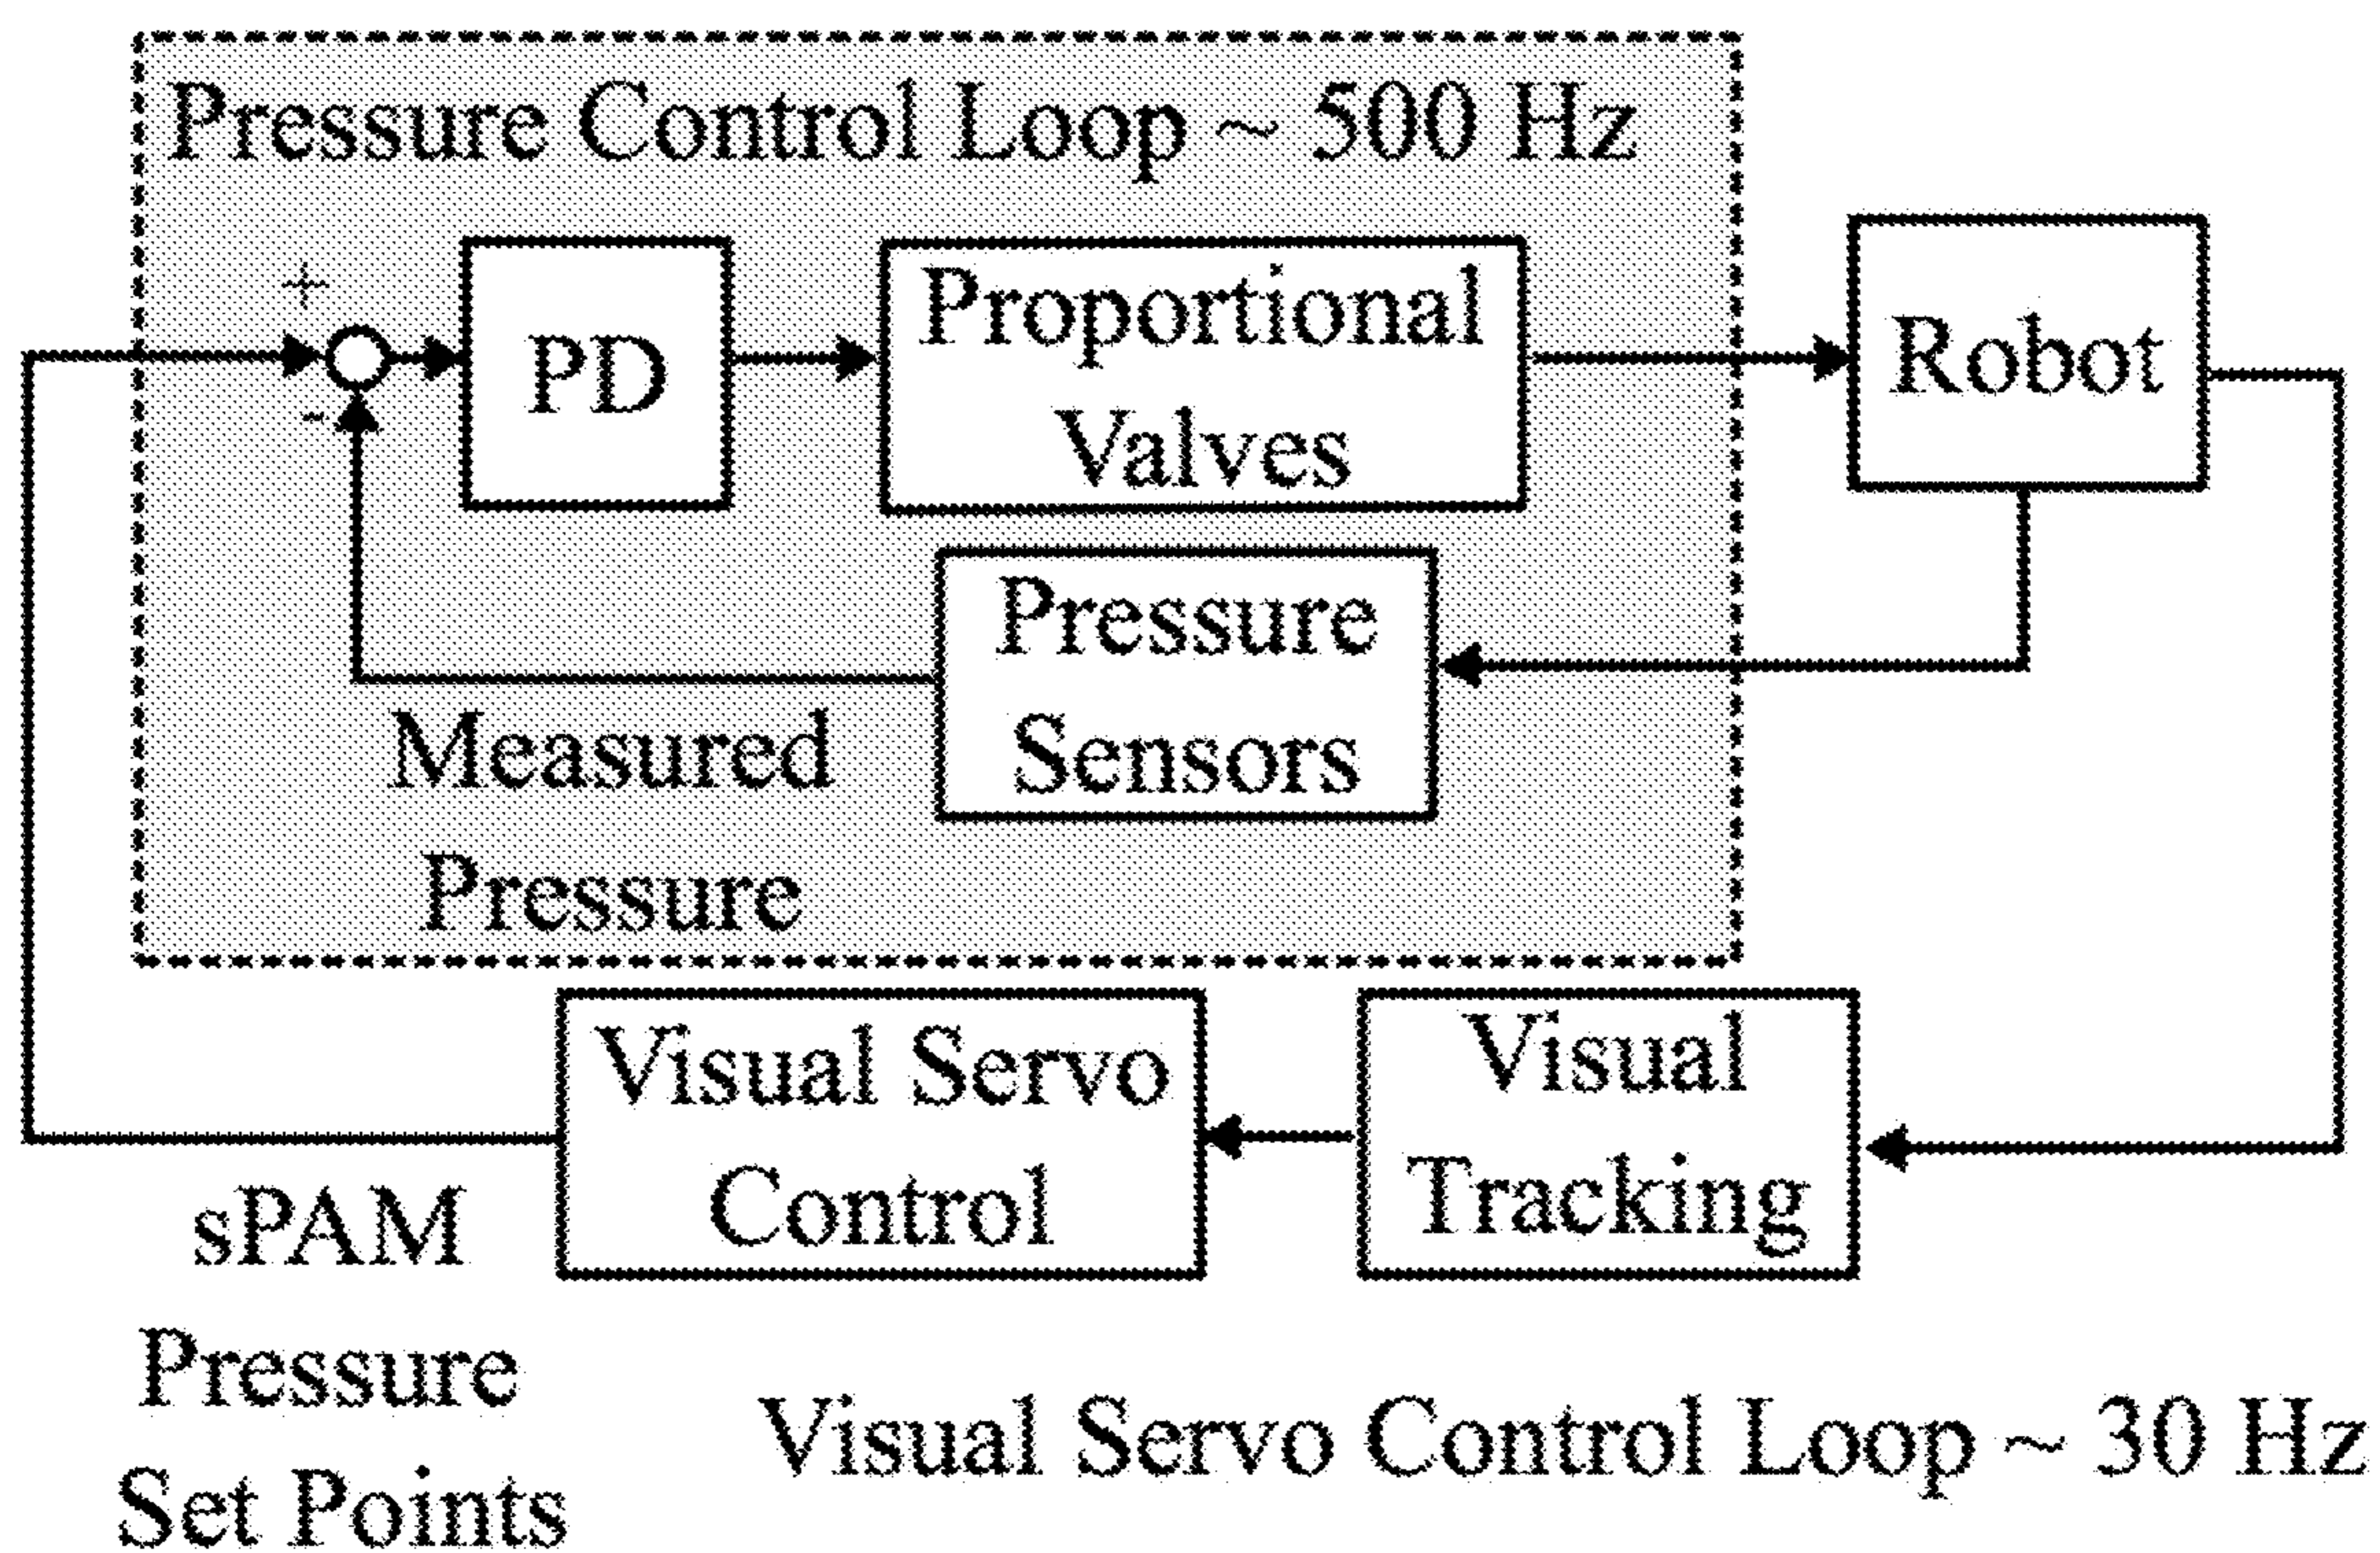 Pressure Control Loop ~ 500 Hz
+
-
PD
Proportional
Valves
Robot
Pressure
Sensors
Measured
Pressure
Visual Servo
Control
Visual
Tracking
sPAM
Pressure
Set Points
Visual Servo Control Loop ~ 30 Hz